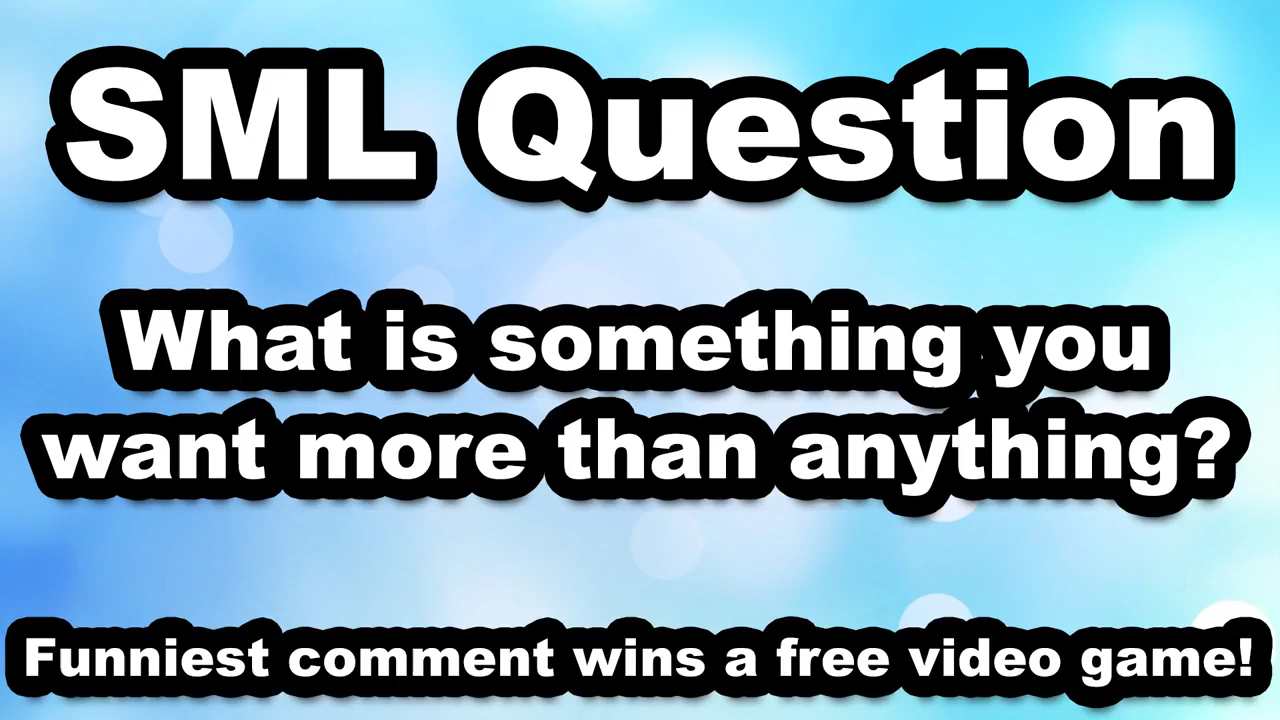 SML Question
What is something you
want more than anything?
Funniest comment wins a free video game!